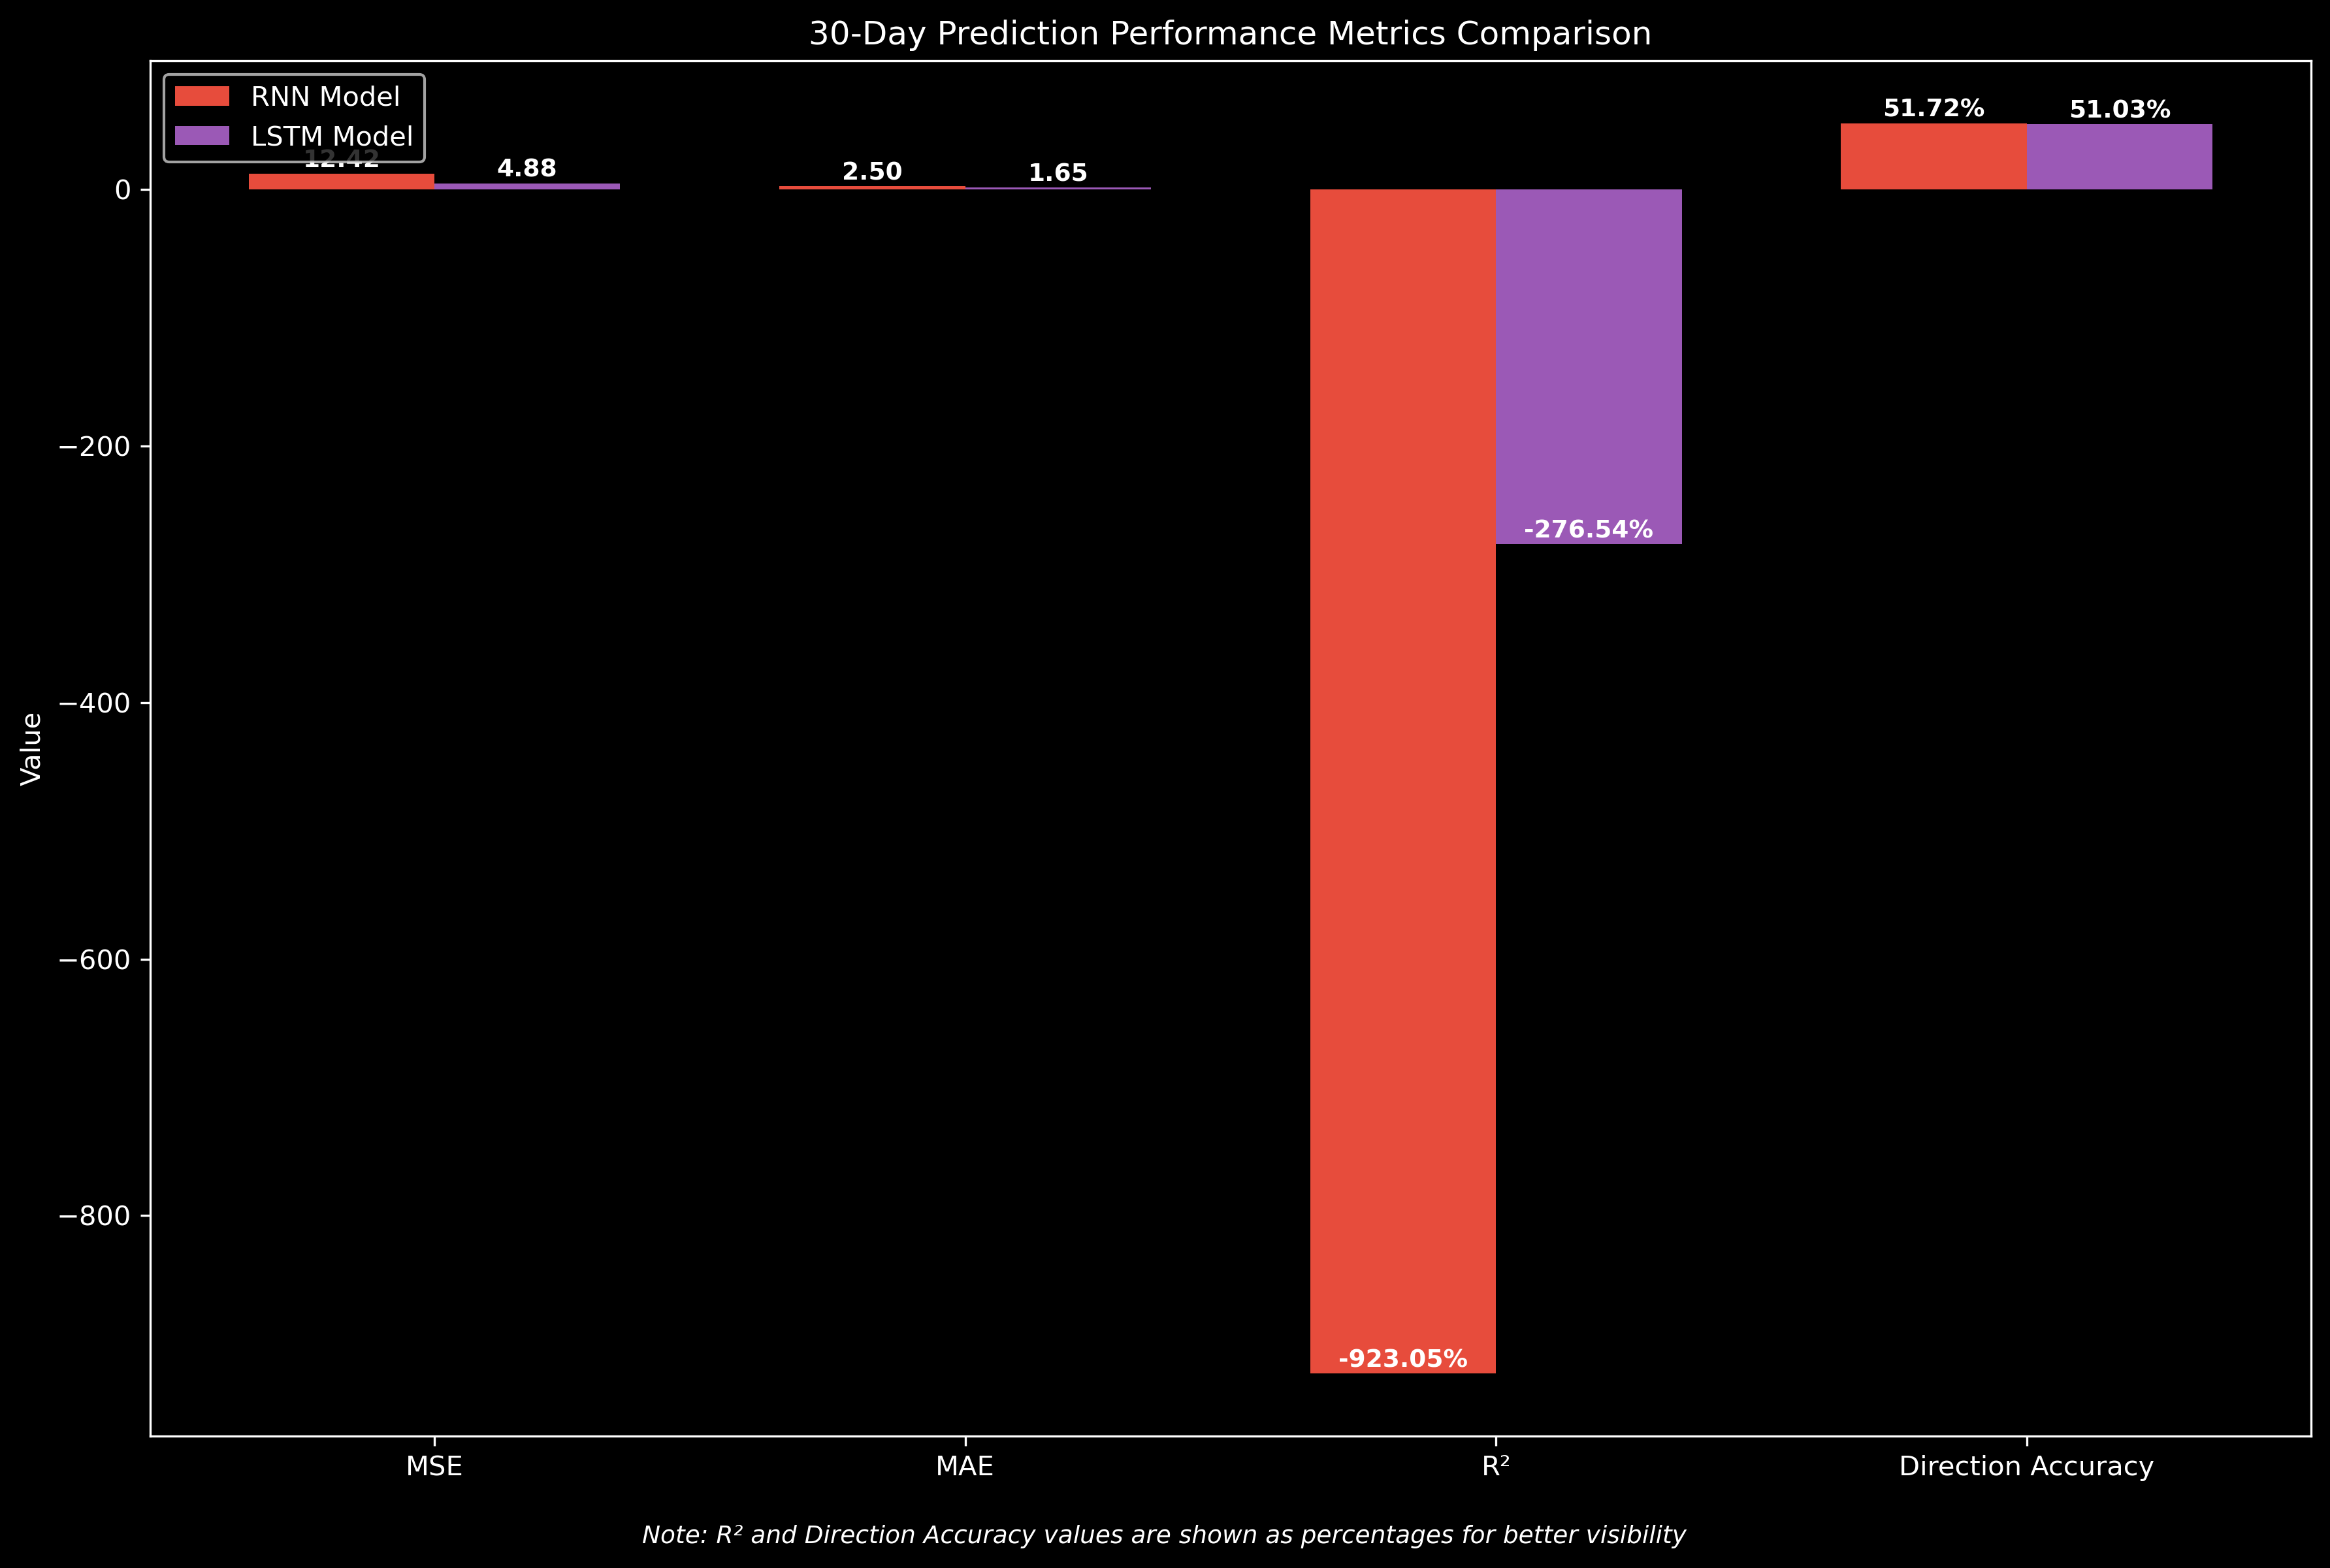 30-Day Prediction Performance Metrics Comparison
RNN Model
LSTM Model
12.42
4.88
2.50
1.65
51.72%
51.03%
-276.54%
-923.05%
0
−200
−400
−600
−800
Value
MSE
MAE
R²
Direction Accuracy
Note: R² and Direction Accuracy values are shown as percentages for better visibility